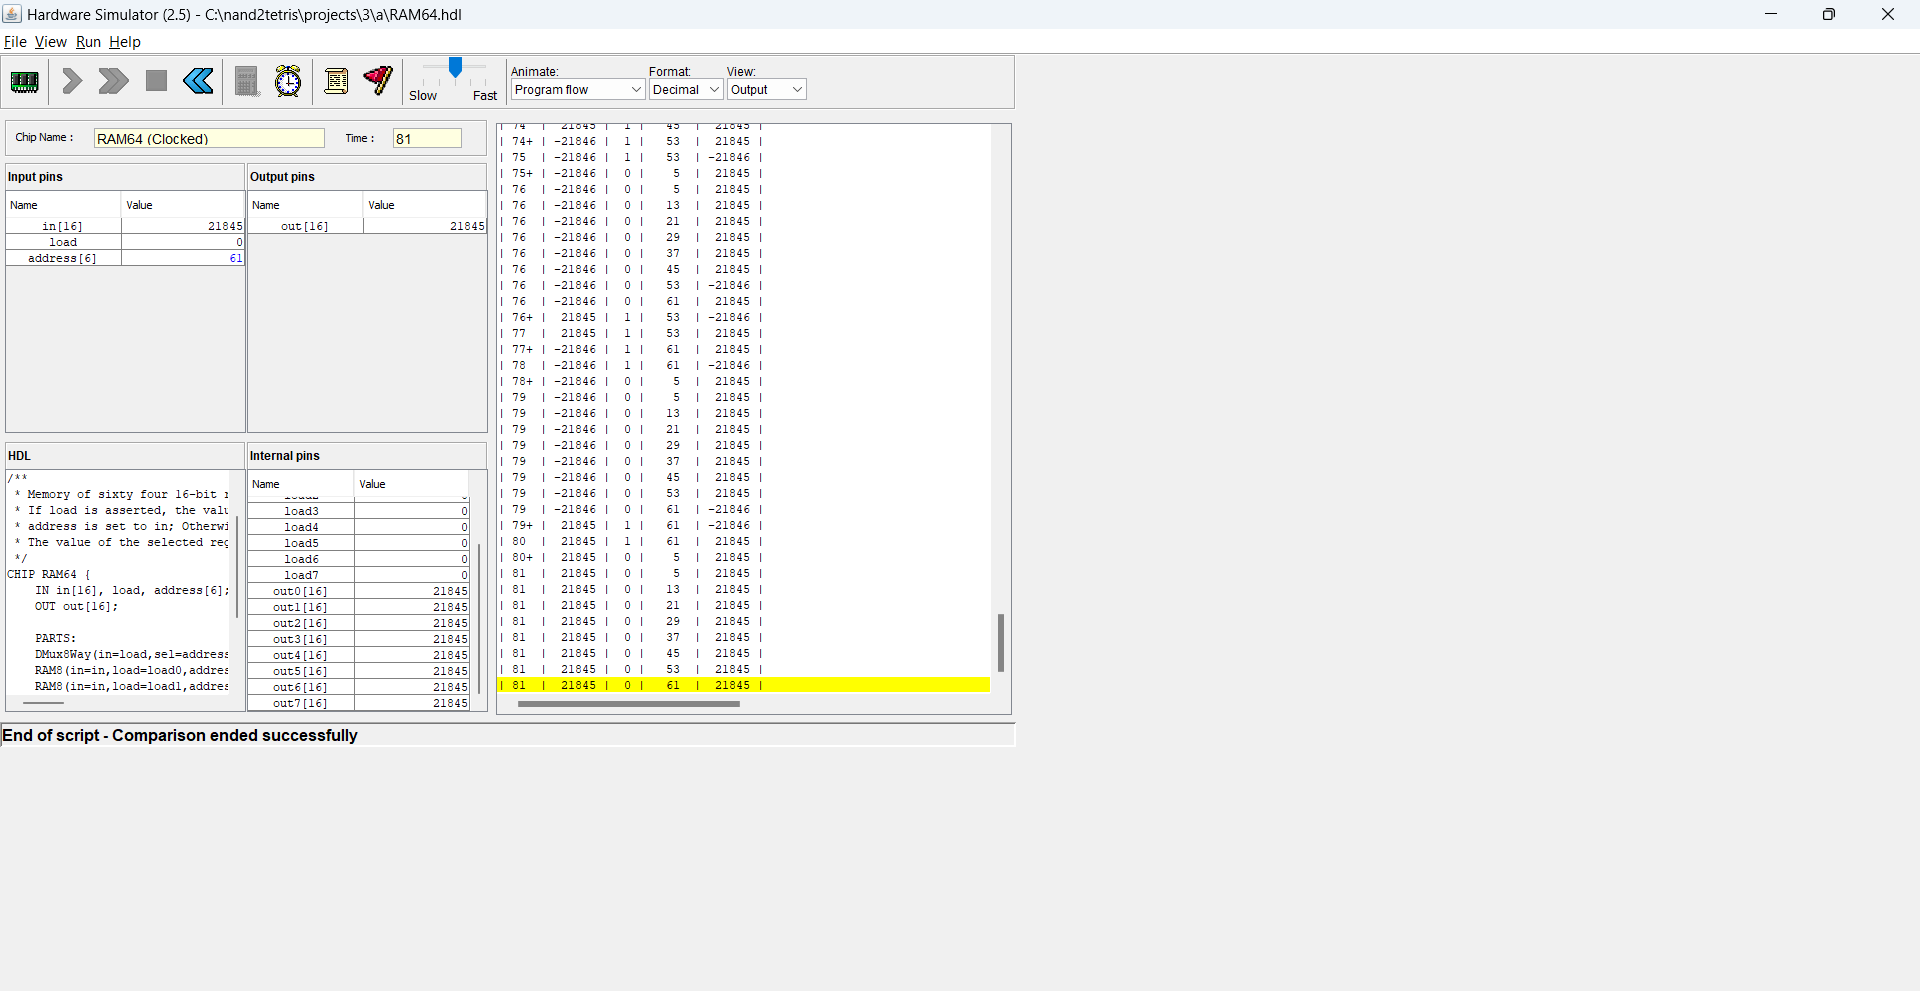 Hardware Simulator (2.5) - C:\nand2tetris\projects\3\a\RAM64.hdl
File View Run Help
Slow Fast
Animate: Format: View:
Program flow Decimal Output
Chip Name : RAM64 (Clocked) Time : 81
Input pins
Name Value
in[16] 21845
load 0
address[6] 61
Output pins
Name Value
out[16] 21845
HDL
/**
* Memory of sixty four 16-bit
* If load is asserted, the
* address is set to in;
* The value of the selected
*/
CHIP RAM64 {
IN in[16], load, address[6];
OUT out[16];
PARTS:
DMux8Way(in=load,sel=address
RAM8(in=in,load=load0,addres
RAM8(in=in,load=load1,addres
Internal pins
Name Value
load3 0
load4 0
load5 0
load6 0
load7 0
out0[16] 21845
out1[16] 21845
out2[16] 21845
out3[16] 21845
out4[16] 21845
out5[16] 21845
out6[16] 21845
out7[16] 21845
| 74 | 21845 | 1 | 45 | 21845 |
| 74+ | -21846 | 1 | 53 | 21845 |
| 75 | -21846 | 1 | 53 | -21846 |
| 75+ | -21846 | 0 | 5 | 21845 |
| 76 | -21846 | 0 | 5 | 21845 |
| 76 | -21846 | 0 | 13 | 21845 |
| 76 | -21846 | 0 | 21 | 21845 |
| 76 | -21846 | 0 | 29 | 21845 |
| 76 | -21846 | 0 | 37 | 21845 |
| 76 | -21846 | 0 | 45 | 21845 |
| 76 | -21846 | 0 | 53 | -21846 |
| 76 | -21846 | 0 | 61 | 21845 |
| 76+ | 21845 | 1 | 53 | -21846 |
| 77 | 21845 | 1 | 53 | 21845 |
| 77+ | -21846 | 1 | 61 | 21845 |
| 78 | -21846 | 1 | 61 | -21846 |
| 78+ | -21846 | 0 | 5 | 21845 |
| 79 | -21846 | 0 | 5 | 21845 |
| 79 | -21846 | 0 | 13 | 21845 |
| 79 | -21846 | 0 | 21 | 21845 |
| 79 | -21846 | 0 | 29 | 21845 |
| 79 | -21846 | 0 | 37 | 21845 |
| 79 | -21846 | 0 | 45 | 21845 |
| 79 | -21846 | 0 | 53 | 21845 |
| 79 | -21846 | 0 | 61 | -21846 |
| 79+ | 21845 | 1 | 61 | -21846 |
| 80 | 21845 | 1 | 61 | 21845 |
| 80+ | 21845 | 0 | 5 | 21845 |
| 81 | 21845 | 0 | 5 | 21845 |
| 81 | 21845 | 0 | 13 | 21845 |
| 81 | 21845 | 0 | 21 | 21845 |
| 81 | 21845 | 0 | 29 | 21845 |
| 81 | 21845 | 0 | 37 | 21845 |
| 81 | 21845 | 0 | 45 | 21845 |
| 81 | 21845 | 0 | 53 | 21845 |
| 81 | 21845 | 0 | 61 | 21845 |
End of script - Comparison ended successfully